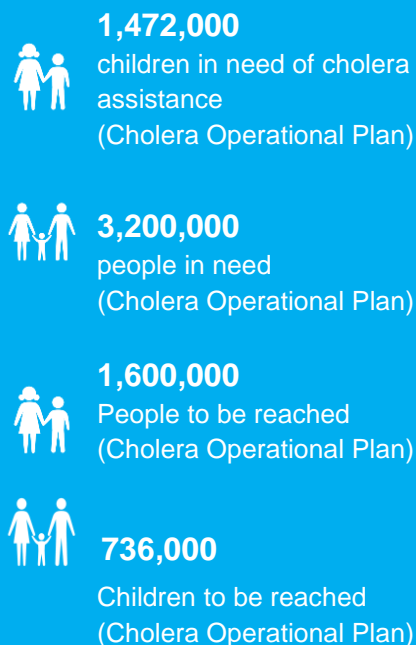 1,472,000
children in need of cholera
assistance
(Cholera Operational Plan)
3,200,000
people in need
(Cholera Operational Plan)
1,600,000
People to be reached
(Cholera Operational Plan)
736,000
Children to be reached
(Cholera Operational Plan)